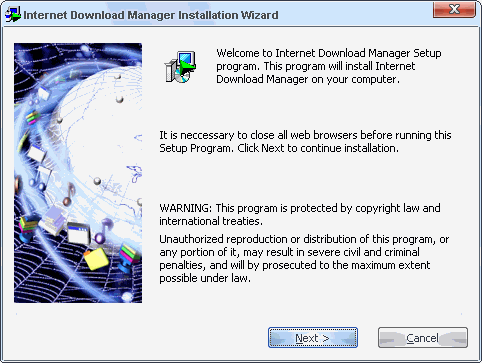 Internet Download Manager Installation Wizard
Welcome to Internet Download Manager Setup
program. This program will install Internet
Download Manager on your computer.
It is neccessary to close all web browsers before running this
Setup Program. Click Next to continue installation.
WARNING: This program is protected by copyright law and
international treaties.
Unauthorized reproduction or distribution of this program, or
any portion of it, may result in severe civil and criminal
penalties, and will by prosecuted to the maximum extent
possible under law.
Next >
Cancel